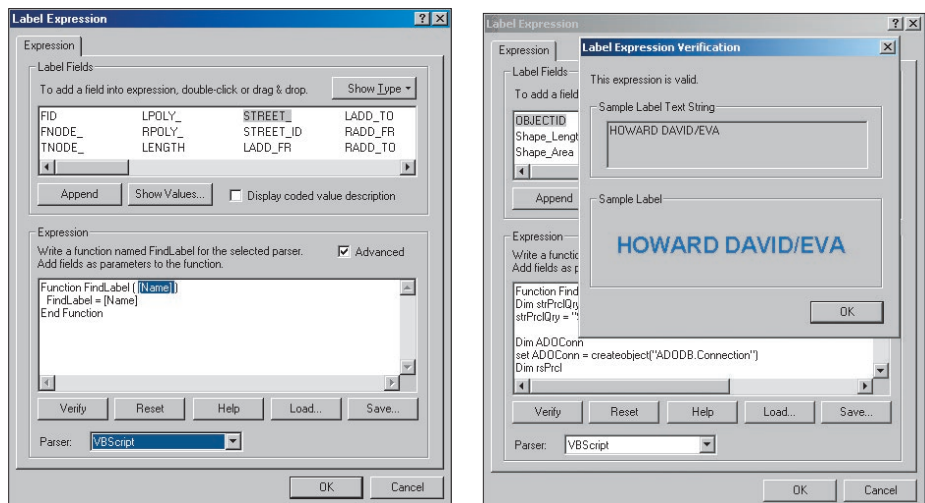 Label Expression
Expression
Label Fields
To add a field into expression, double-click or drag & drop.
Show Type
FID LPOLY_ STREET_ LADD_TO
FNODE_ RPOLY_ STREET_ID RADD_FR
TNODE_ LENGTH LADD_FR RADD_TO
Append
Show Values...
Display coded value description
Expression
Write a function named FindLabel for the selected parser.
Add fields as parameters to the function.
Advanced
Function FindLabel ( [Name] )
FindLabel = [Name]
End Function
Verify
Reset
Help
Load...
Save...
Parser:
VBScript
OK
Cancel
Label Expression
Expression
Label Fields
To add a field
OBJECTID
Shape_Lengt
Shape_Area
Append
Label Expression Verification
This expression is valid.
Sample Label Text String
HOWARD DAVID/EVA
Sample Label
HOWARD DAVID/EVA
OK
Expression
Write a functio
Add fields as p
Function Find
Dim strPrclQry
strPrclQry = "
Dim ADOConn
set ADOConn = createobject("ADODB.Connection")
Dim rsPrcl
Verify
Reset
Help
Load...
Save...
Parser:
VBScript
OK
Cancel